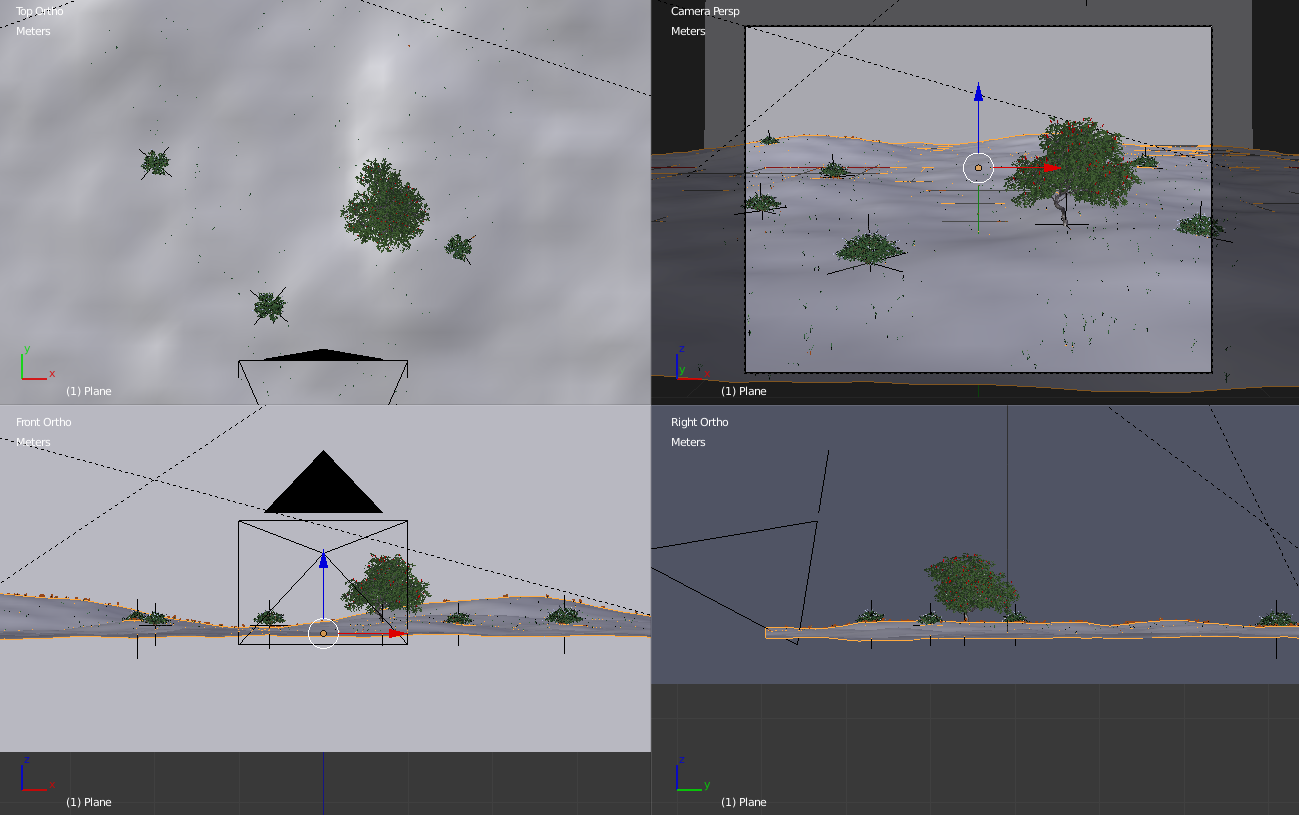 Top Ortho
Meters
y
x
(1) Plane
Camera Persp
Meters
z
y
x
(1) Plane
Front Ortho
Meters
z
x
(1) Plane
Right Ortho
Meters
z
y
(1) Plane